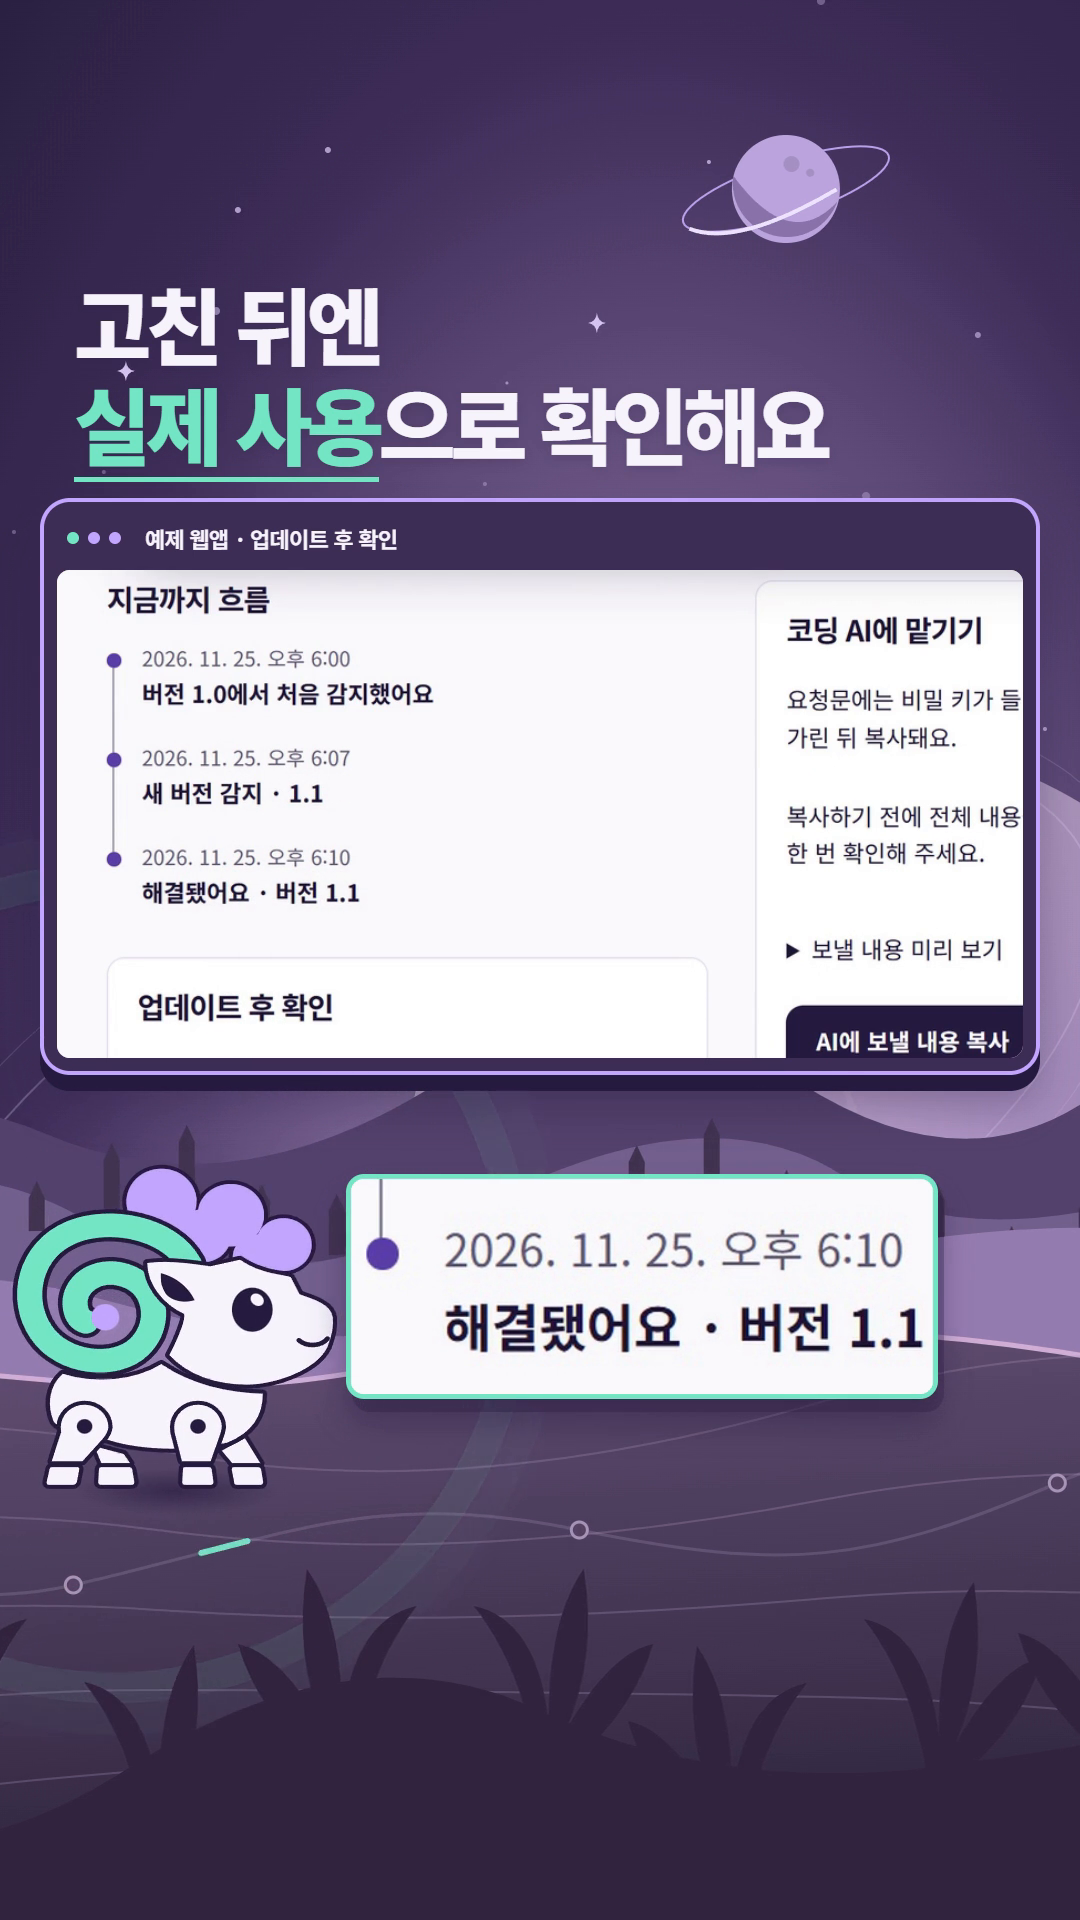 고친 뒤엔
실제 사용으로 확인해요
예제 웹앱 · 업데이트 후 확인
지금까지 흐름
2026. 11. 25. 오후 6:00
버전 1.0에서 처음 감지했어요
2026. 11. 25. 오후 6:07
새 버전 감지 · 1.1
2026. 11. 25. 오후 6:10
해결됐어요 · 버전 1.1
업데이트 후 확인
코딩 AI에 맡기기
요청문에는 비밀 키가 들
가린 뒤 복사돼요.
복사하기 전에 전체 내용
한 번 확인해 주세요.
▶ 보낼 내용 미리 보기
AI에 보낼 내용 복사
2026. 11. 25. 오후 6:10
해결됐어요 · 버전 1.1